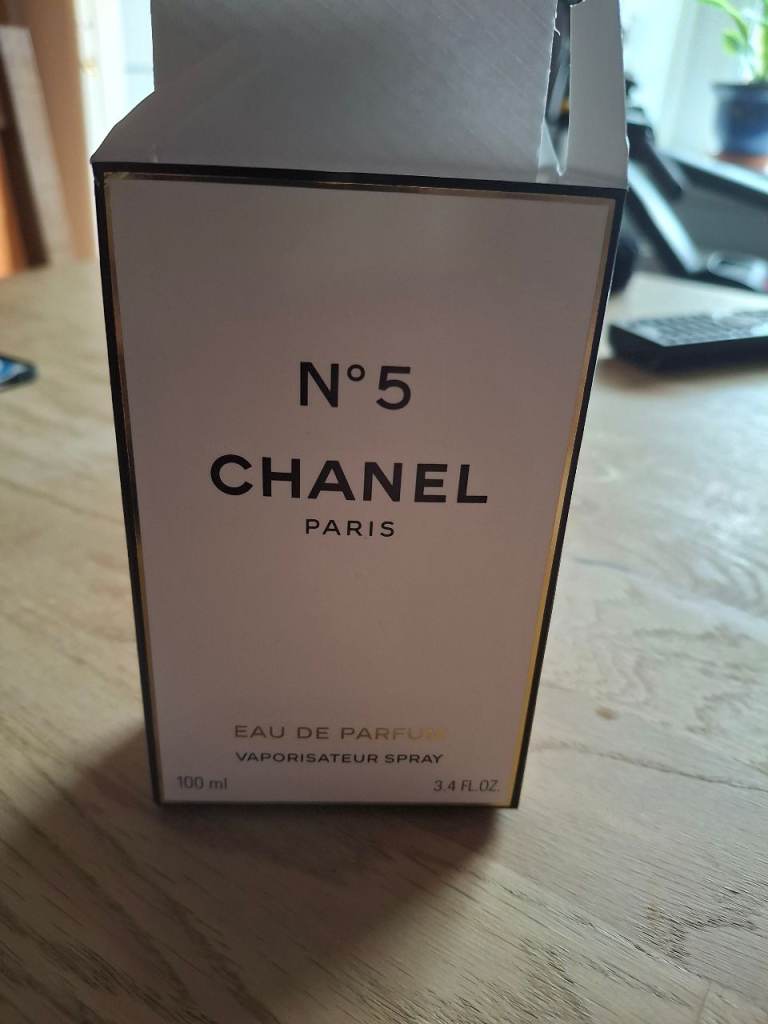 N°5
CHANEL
PARIS
EAU DE PARFUM
VAPORISATEUR SPRAY
100 ml
3.4 FL.OZ.